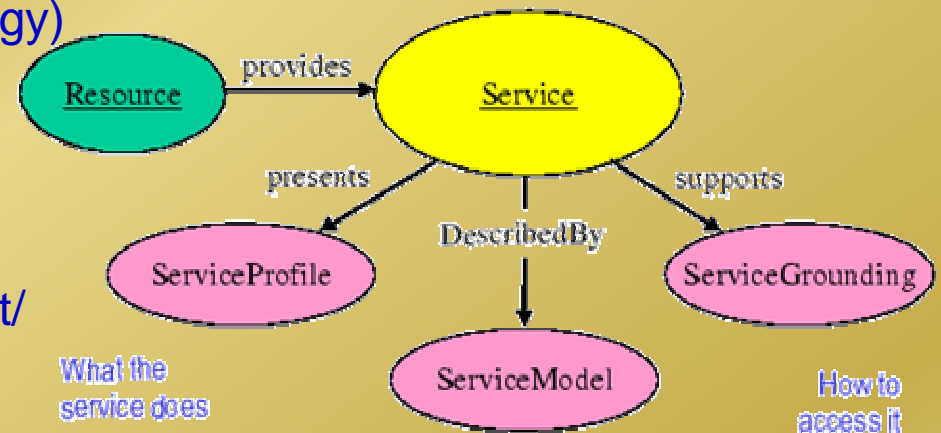 gy)
provides
Resource
Service
presents
supports
DescribedBy
ServiceProfile
ServiceGrounding
t/
What the
service does
ServiceModel
How to
access it